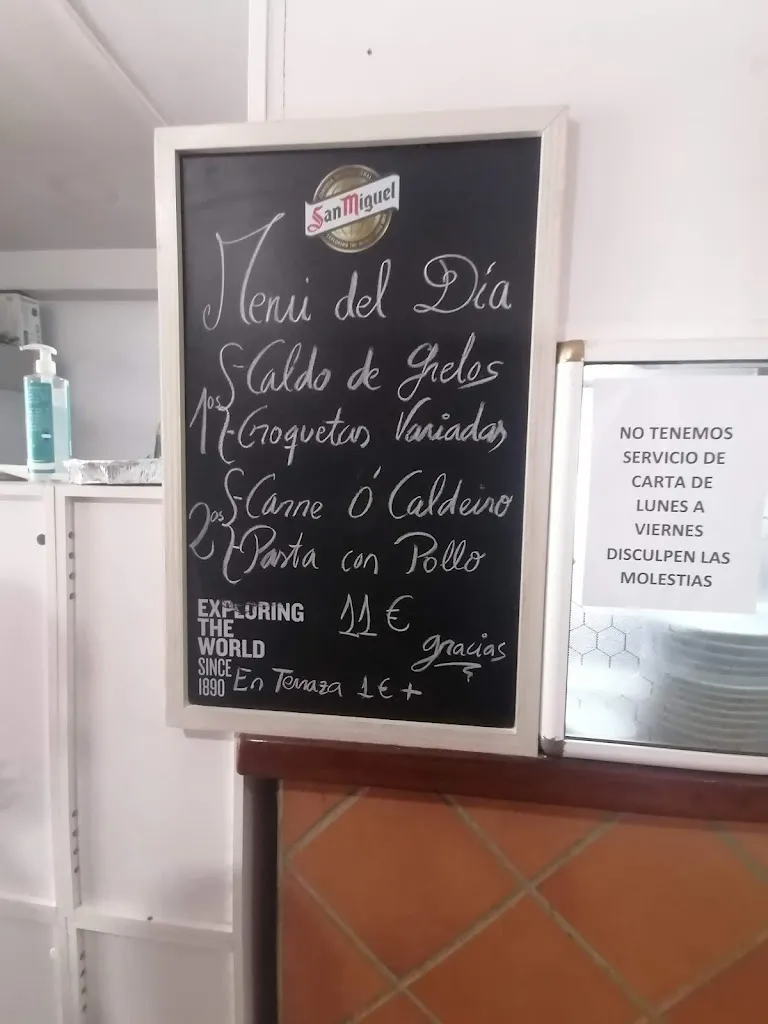 San Miguel
Menu del Día
1os
-Caldo de grelos
-Croquetas Variadas
2os
-Carne Ó Caldeiro
-Pasta con Pollo
11 €
gracias
EXPLORING
THE
WORLD
SINCE
1890
En Terraza 1€ +
NO TENEMOS
SERVICIO DE
CARTA DE
LUNES A
VIERNES
DISCULPEN LAS
MOLESTIAS